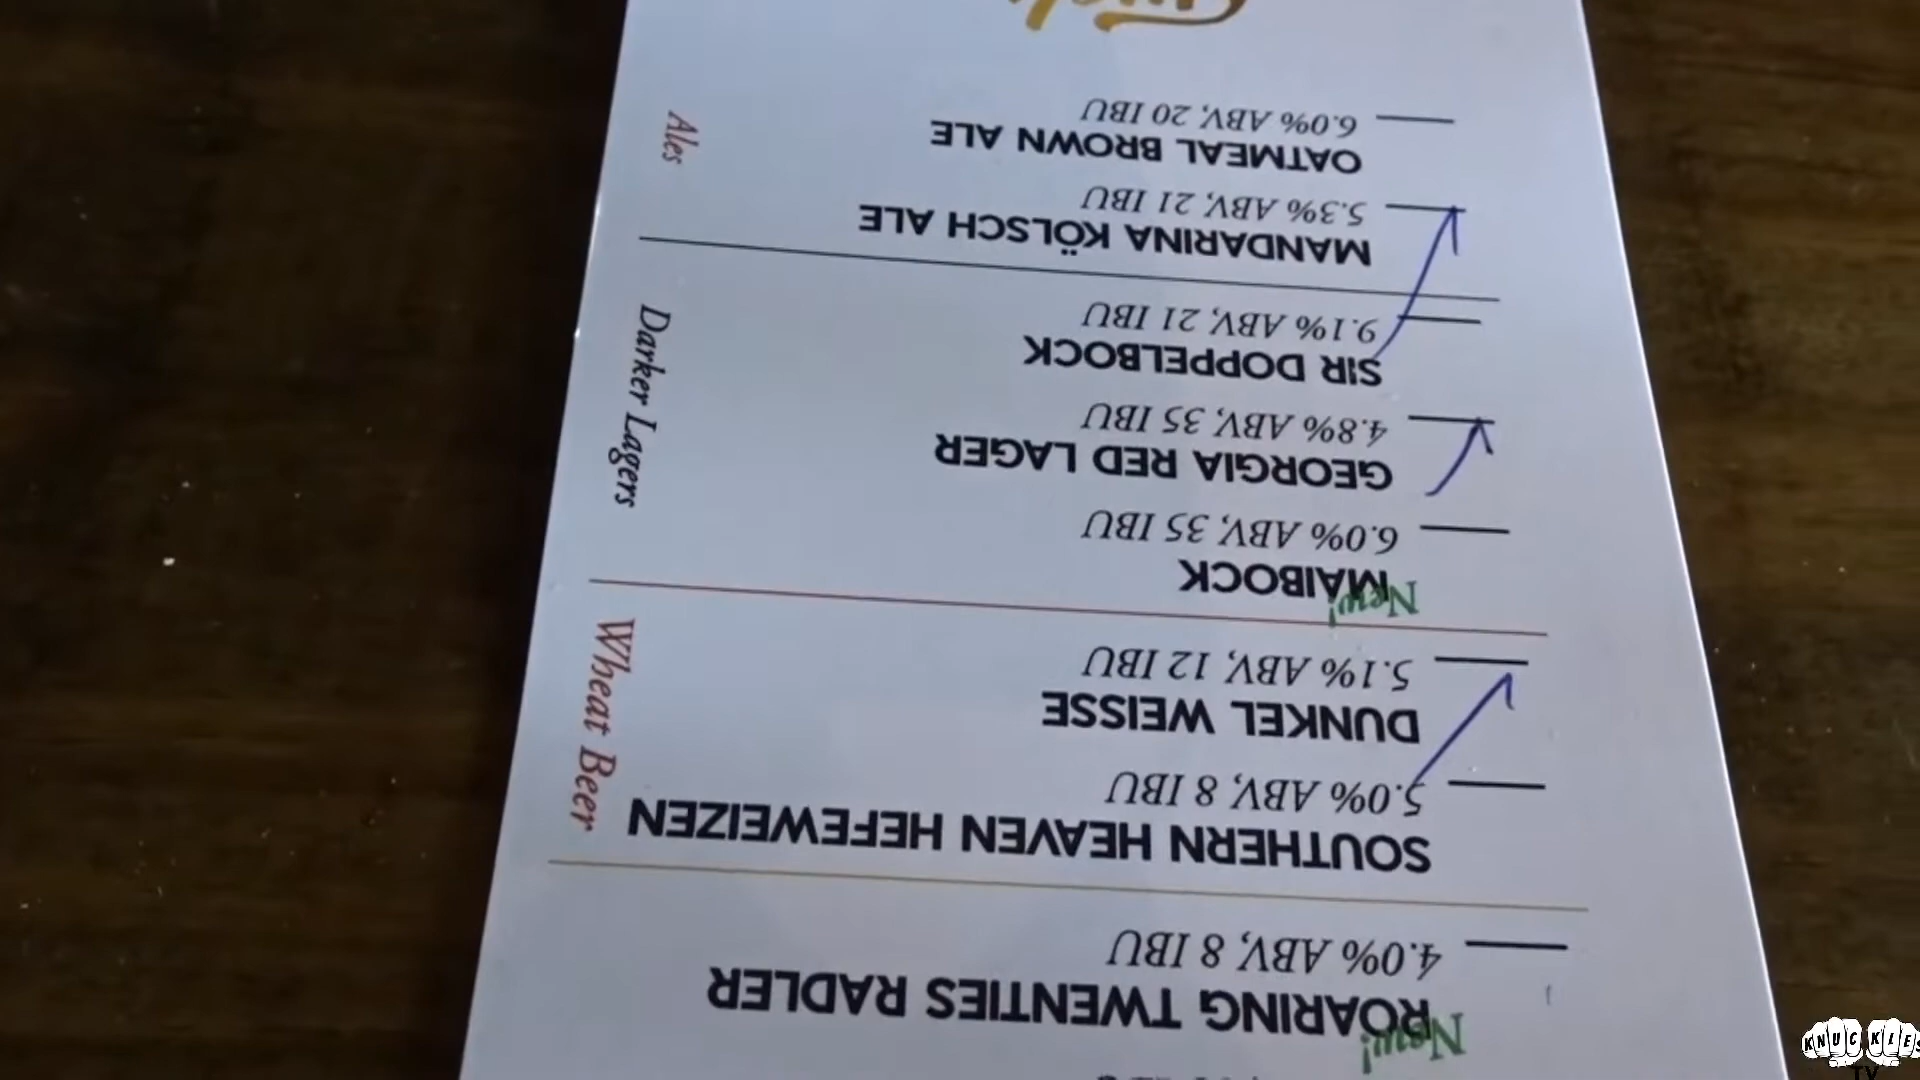 New!
ROARING TWENTIES RADLER
4.0% ABV, 8 IBU
Wheat Beer
SOUTHERN HEAVEN HEFEWEIZEN
5.0% ABV, 8 IBU
DUNKEL WEISSE
5.1% ABV, 12 IBU
Darker Lagers
New!
MAIBOCK
6.0% ABV, 35 IBU
GEORGIA RED LAGER
4.8% ABV, 35 IBU
SIR DOPPELBOCK
9.1% ABV, 21 IBU
Ales
MANDARINA KÖLSCH ALE
5.3% ABV, 21 IBU
OATMEAL BROWN ALE
6.0% ABV, 20 IBU
KNUCKLES
TV